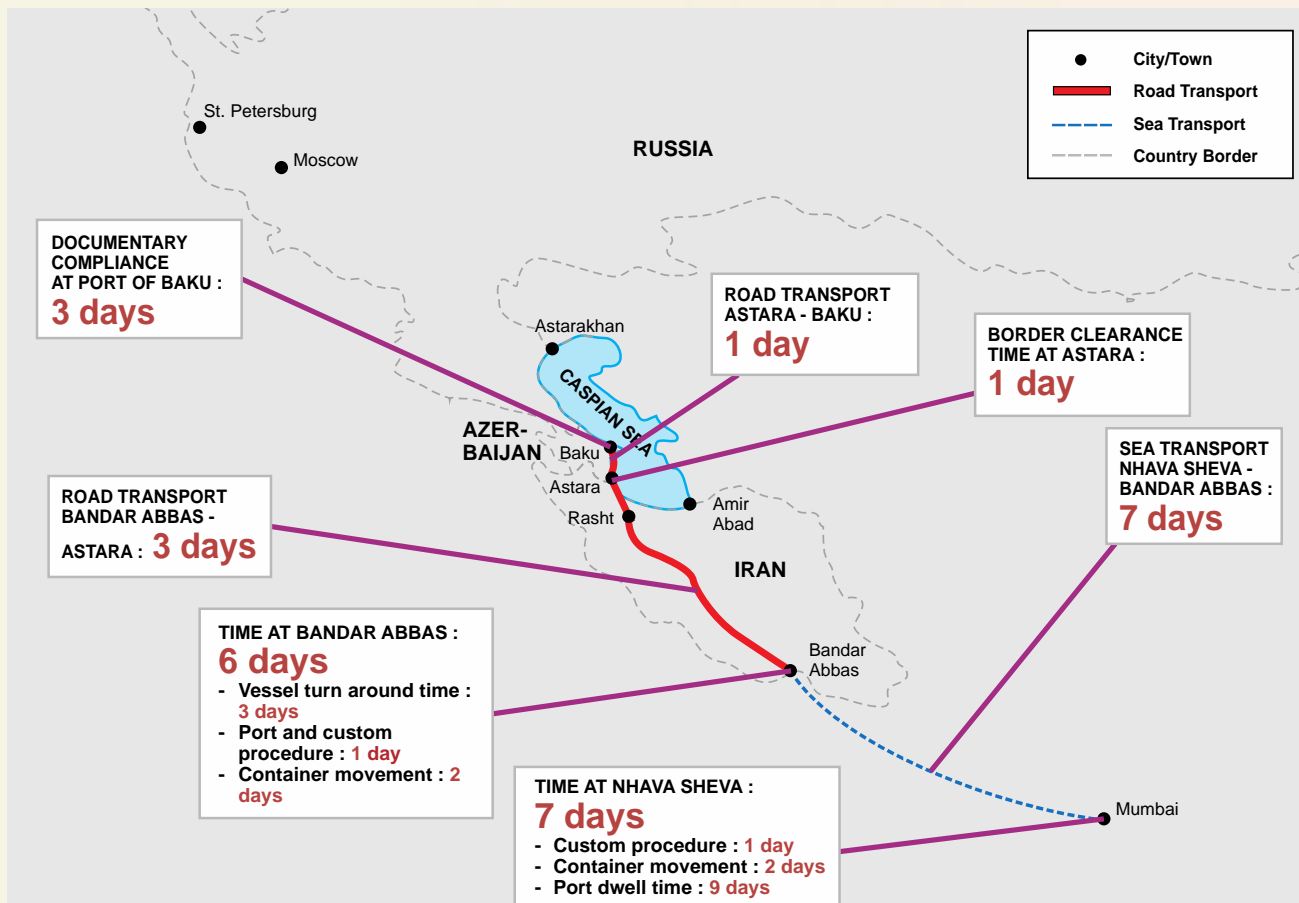 City/Town
Road Transport
Sea Transport
Country Border
St. Petersburg
Moscow
RUSSIA
DOCUMENTARY
COMPLIANCE
AT PORT OF BAKU :
3 days
ROAD TRANSPORT
ASTARA - BAKU :
1 day
BORDER CLEARANCE
TIME AT ASTARA :
1 day
Astarakhan
CASPIAN SEA
AZER-
BAIJAN
Baku
Astara
Rasht
Amir
Abad
SEA TRANSPORT
NHAVA SHEVA -
BANDAR ABBAS :
7 days
ROAD TRANSPORT
BANDAR ABBAS -
ASTARA : 3 days
IRAN
TIME AT BANDAR ABBAS :
6 days
- Vessel turn around time :
3 days
- Port and custom
procedure : 1 day
- Container movement : 2
days
Bandar
Abbas
TIME AT NHAVA SHEVA :
7 days
- Custom procedure : 1 day
- Container movement : 2 days
- Port dwell time : 9 days
Mumbai